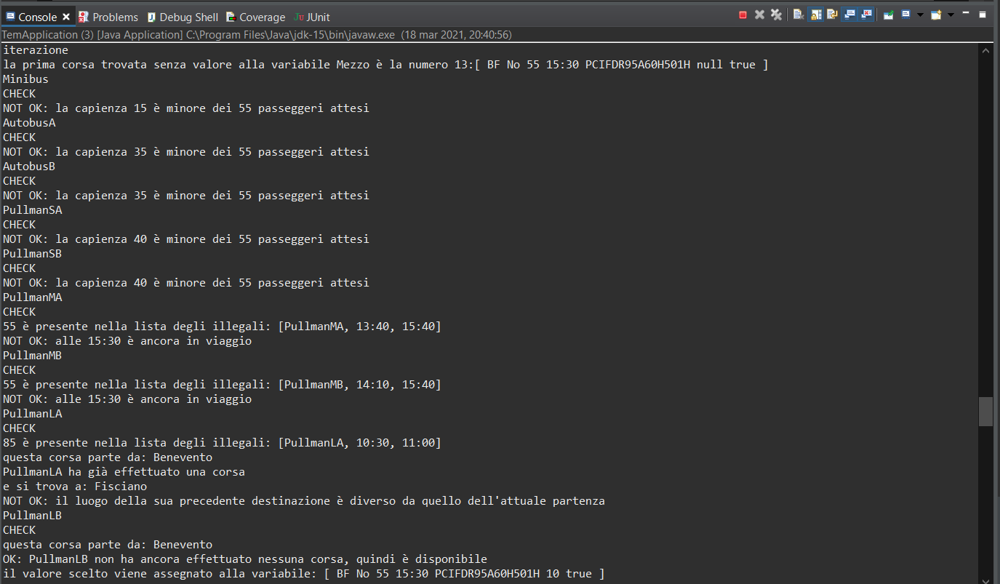 Console Problems Debug Shell Coverage JUnit
TemApplication (3) [Java Application] C:\Program Files\Java\jdk-15\bin\javaw.exe (18 mar 2021, 20:40:56)
iterazione
la prima corsa trovata senza valore alla variabile Mezzo è la numero 13:[ BF No 55 15:30 PCIFDR95A60H501H null true ]
Minibus
CHECK
NOT OK: la capienza 15 è minore dei 55 passeggeri attesi
AutobusA
CHECK
NOT OK: la capienza 35 è minore dei 55 passeggeri attesi
AutobusB
CHECK
NOT OK: la capienza 35 è minore dei 55 passeggeri attesi
PullmanSA
CHECK
NOT OK: la capienza 40 è minore dei 55 passeggeri attesi
PullmanSB
CHECK
NOT OK: la capienza 40 è minore dei 55 passeggeri attesi
PullmanMA
CHECK
55 è presente nella lista degli illegali: [PullmanMA, 13:40, 15:40]
NOT OK: alle 15:30 è ancora in viaggio
PullmanMB
CHECK
55 è presente nella lista degli illegali: [PullmanMB, 14:10, 15:40]
NOT OK: alle 15:30 è ancora in viaggio
PullmanLA
CHECK
85 è presente nella lista degli illegali: [PullmanLA, 10:30, 11:00]
questa corsa parte da: Benevento
PullmanLA ha già effettuato una corsa
e si trova a: Fisciano
NOT OK: il luogo della sua precedente destinazione è diverso da quello dell'attuale partenza
PullmanLB
CHECK
questa corsa parte da: Benevento
OK: PullmanLB non ha ancora effettuato nessuna corsa, quindi è disponibile
il valore scelto viene assegnato alla variabile: [ BF No 55 15:30 PCIFDR95A60H501H 10 true ]